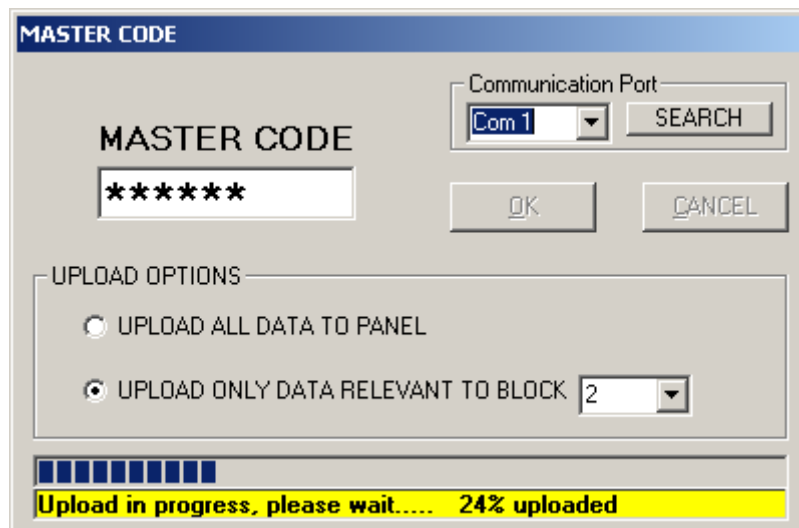 MASTER CODE
Communication Port
Com 1
SEARCH
MASTER CODE
******
OK
CANCEL
UPLOAD OPTIONS
UPLOAD ALL DATA TO PANEL
UPLOAD ONLY DATA RELEVANT TO BLOCK 2
Upload in progress, please wait..... 24% uploaded